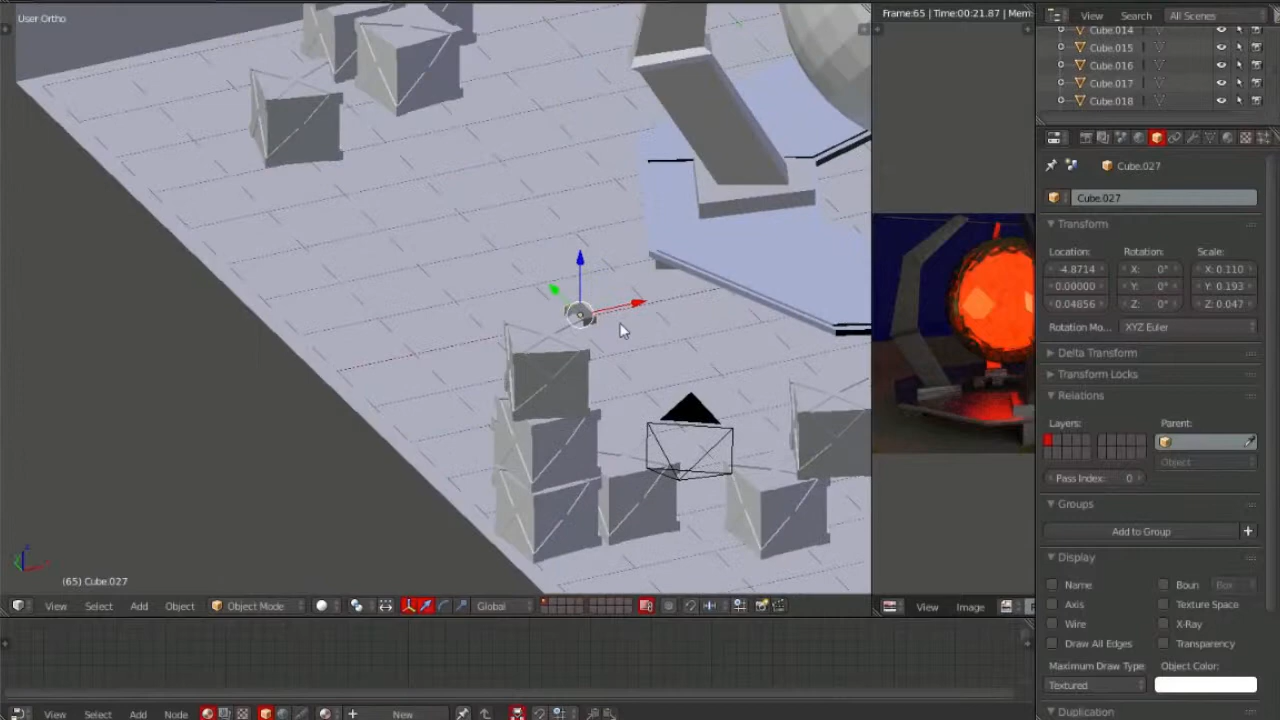 User Ortho
Frame:65 | Time:00:21.87 | Mem:
View Search All Scenes
Cube.014
Cube.015
Cube.016
Cube.017
Cube.018
Cube.027
Cube.027
Transform
Location: Rotation: Scale:
-4.8714 X: 0° X: 0.110
0.00000 Y: 0° Y: 0.193
0.04856 Z: 0° Z: 0.047
Rotation Mo... XYZ Euler
Delta Transform
Transform Locks
Relations
Layers: Parent:
Object
Pass Index: 0
Groups
Add to Group
Display
Name Boun Box
Axis Texture Space
Wire X-Ray
Draw All Edges Transparency
Maximum Draw Type: Object Color:
Textured
Duplication
(65) Cube.027
View Select Add Object Object Mode Global View Image
View Select Add Node New